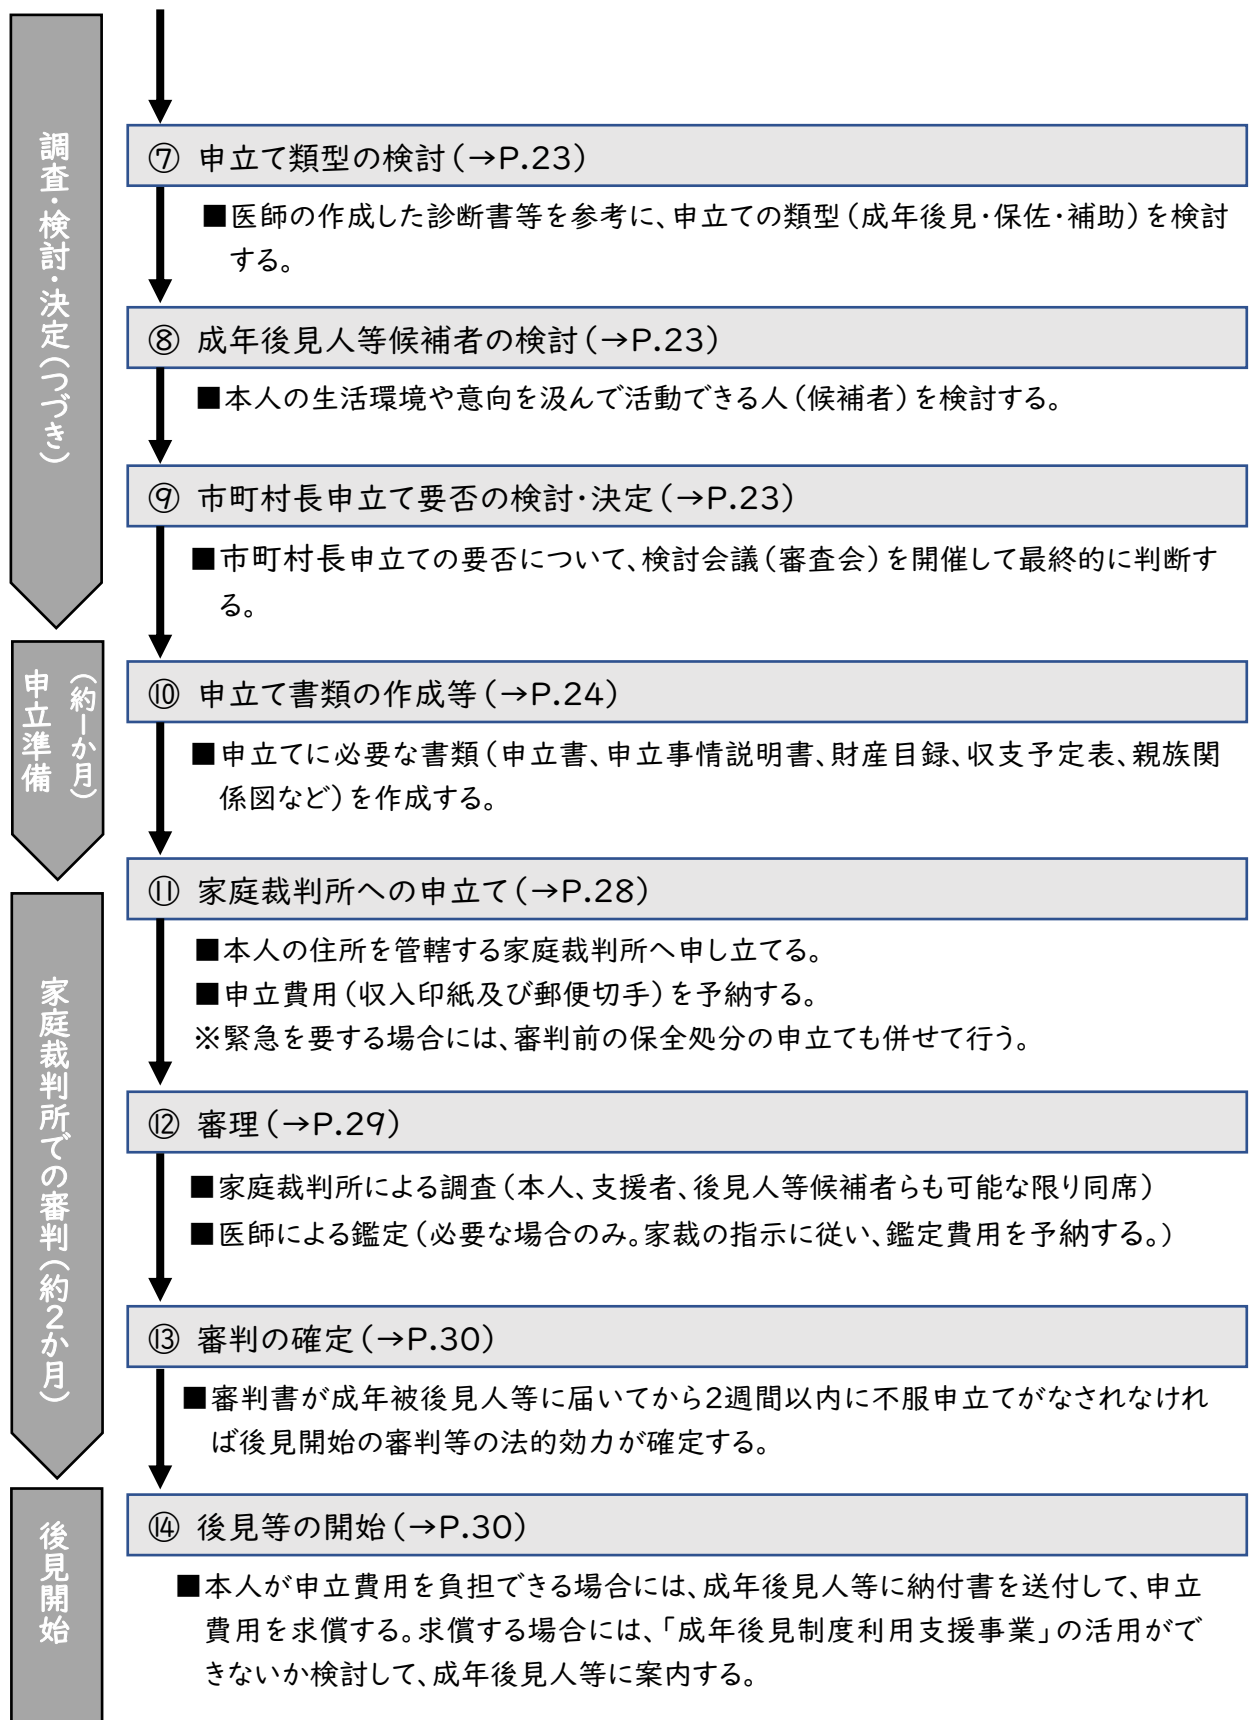 調査・検討・決定（つづき）
⑦ 申立て類型の検討（→P.23）
■医師の作成した診断書等を参考に、申立ての類型（成年後見・保佐・補助）を検討
する。
⑧ 成年後見人等候補者の検討（→P.23）
■本人の生活環境や意向を汲んで活動できる人（候補者）を検討する。
⑨ 市町村長申立て要否の検討・決定（→P.23）
■市町村長申立ての要否について、検討会議（審査会）を開催して最終的に判断す
る。
申立準備
（約1か月）
⑩ 申立て書類の作成等（→P.24）
■申立てに必要な書類（申立書、申立事情説明書、財産目録、収支予定表、親族関
係図など）を作成する。
家庭裁判所での審判（約2か月）
⑪ 家庭裁判所への申立て（→P.28）
■本人の住所を管轄する家庭裁判所へ申し立てる。
■申立費用（収入印紙及び郵便切手）を予納する。
※緊急を要する場合には、審判前の保全処分の申立ても併せて行う。
⑫ 審理（→P.29）
■家庭裁判所による調査（本人、支援者、後見人等候補者らも可能な限り同席）
■医師による鑑定（必要な場合のみ。家裁の指示に従い、鑑定費用を予納する。）
⑬ 審判の確定（→P.30）
■審判書が成年被後見人等に届いてから2週間以内に不服申立てがなされなけれ
ば後見開始の審判等の法的効力が確定する。
後見開始
⑭ 後見等の開始（→P.30）
■本人が申立費用を負担できる場合には、成年後見人等に納付書を送付して、申立
費用を求償する。求償する場合には、「成年後見制度利用支援事業」の活用がで
きないか検討して、成年後見人等に案内する。